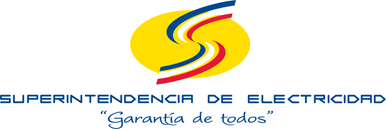 SUPERINTENDENCIA DE ELECTRICIDAD
"Garantía de todos"